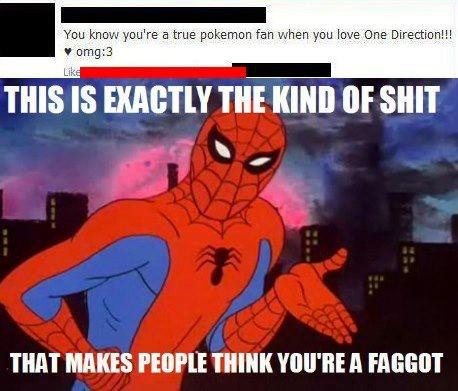 You know you're a true pokemon fan when you love One Direction!!!
♥ omg:3
Like
THIS IS EXACTLY THE KIND OF SHIT
THAT MAKES PEOPLE THINK YOU'RE A FAGGOT